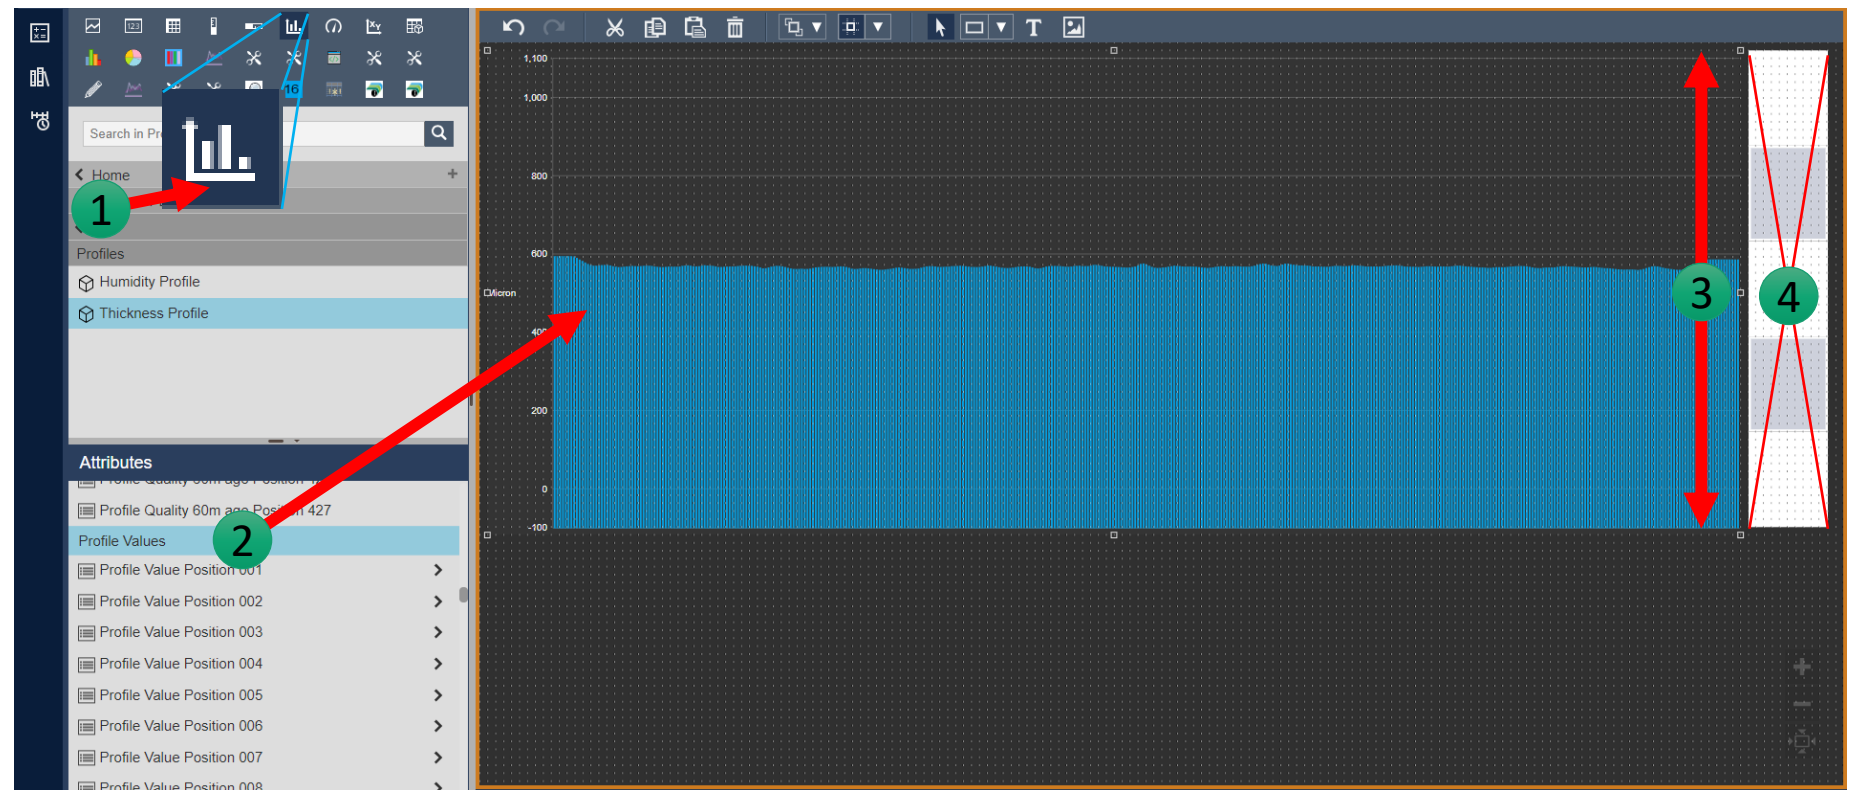 123
XY
16
Search in Pr
Home
1
Profiles
Humidity Profile
Thickness Profile
Attributes
Profile Quality 60m ago Position 427
Profile Values
2
Profile Value Position 001
Profile Value Position 002
Profile Value Position 003
Profile Value Position 004
Profile Value Position 005
Profile Value Position 006
Profile Value Position 007
Profile Value Position 008
T
1,100
1,000
800
600
icron
400
200
0
-100
3
4